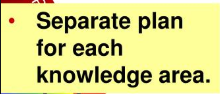 • Separate plan
for each
knowledge area.